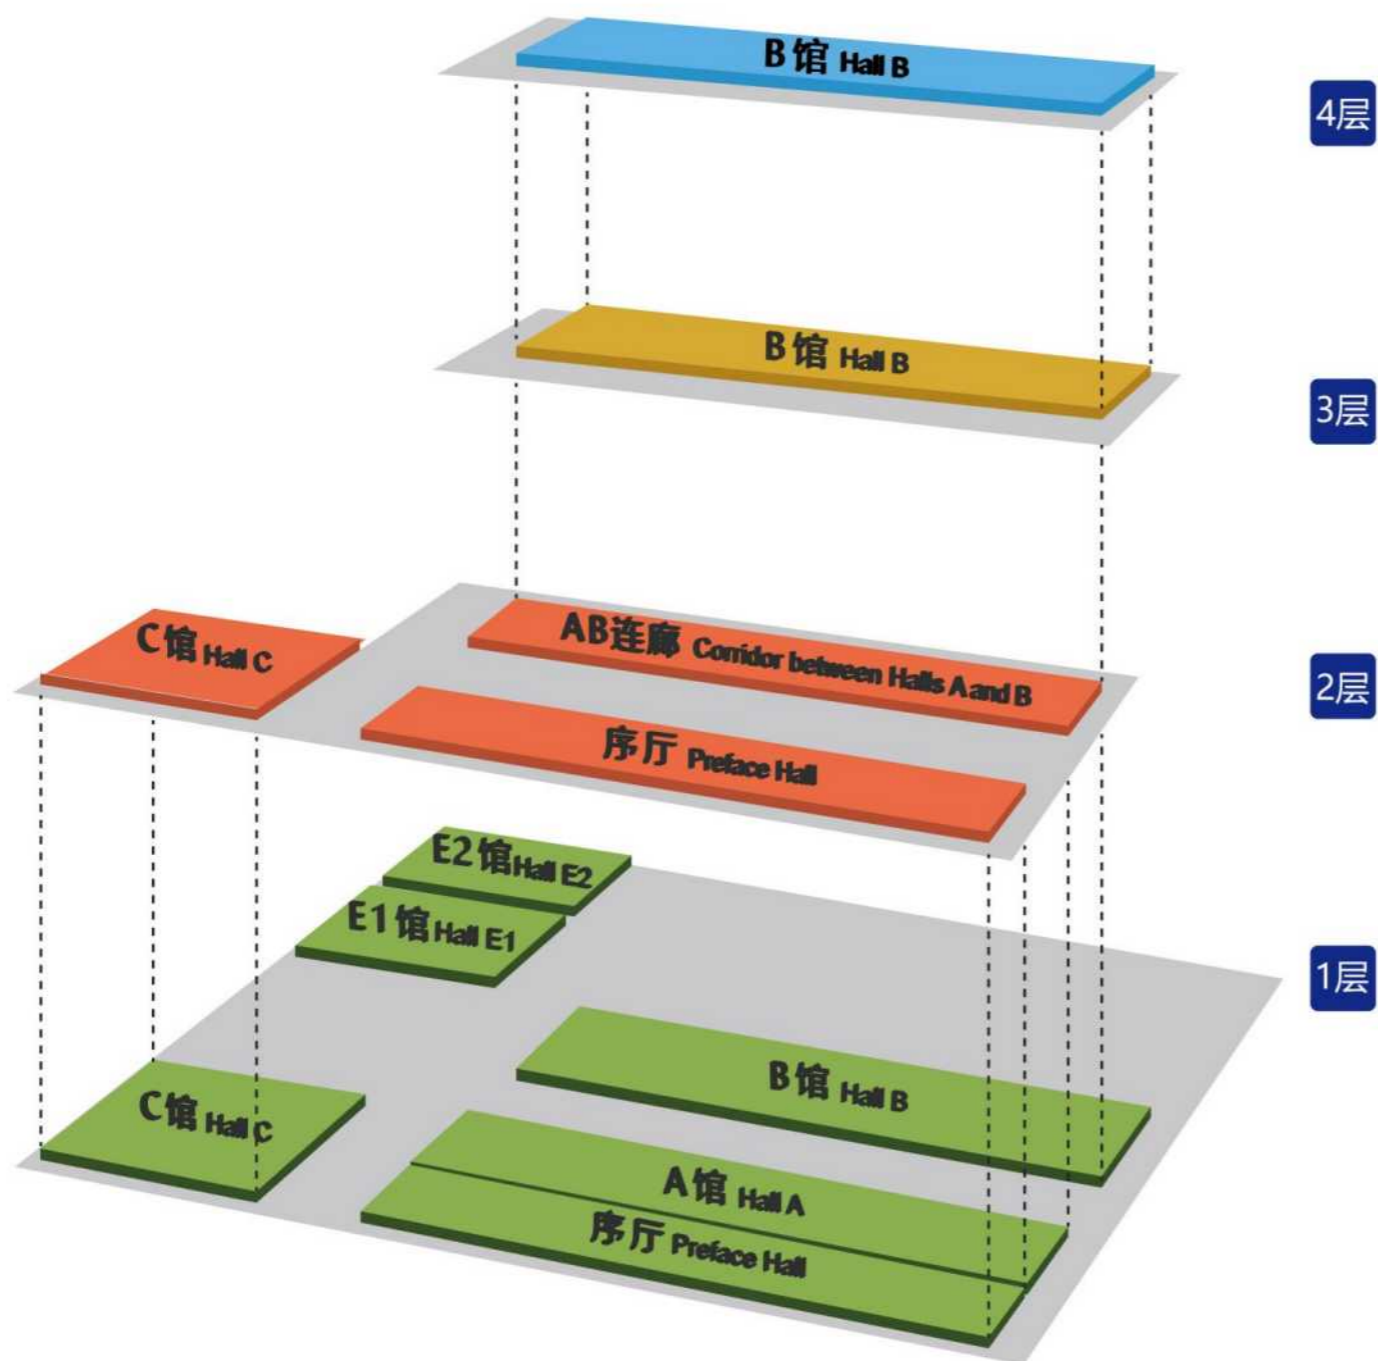 B馆 Hall B
4层
B馆 Hall B
3层
C馆 Hall C
AB连廊 Corridor between Halls A and B
2层
序厅 Preface Hall
E2馆 Hall E2
E1馆 Hall E1
1层
B馆 Hall B
C馆 Hall C
A馆 Hall A
序厅 Preface Hall